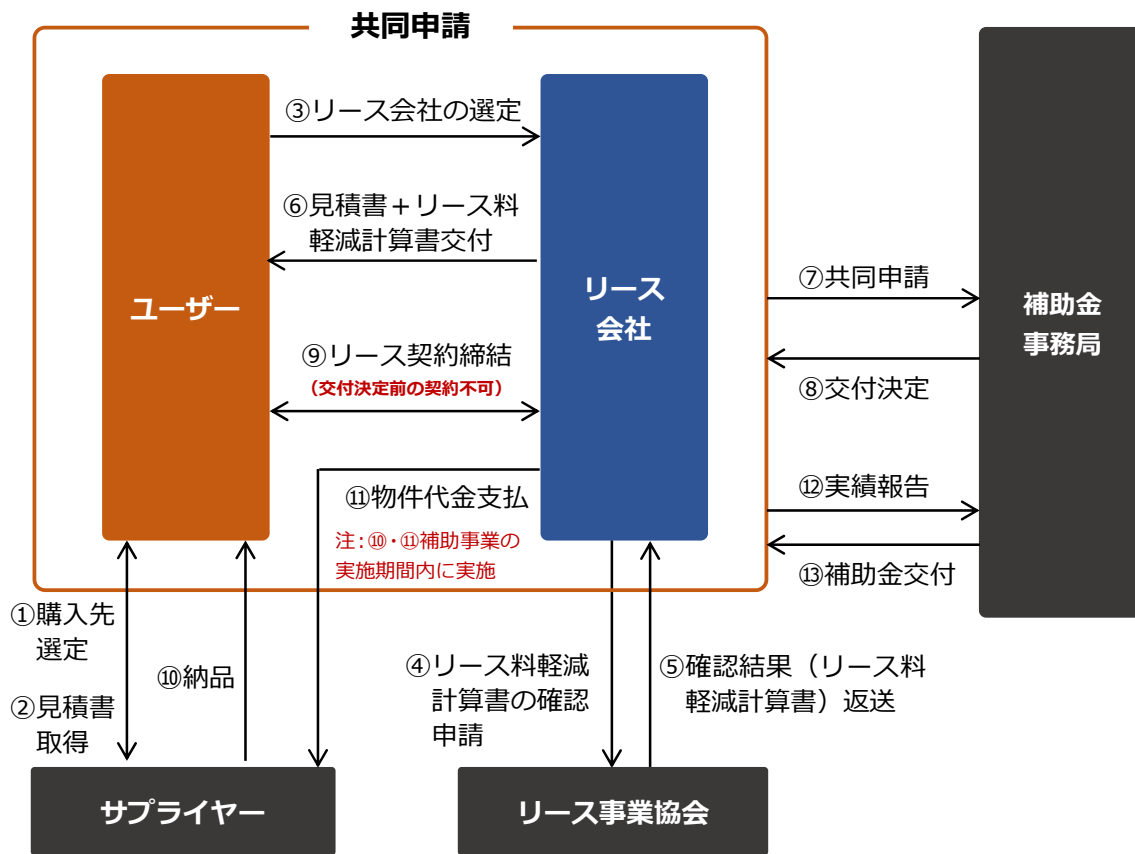 共同申請
③リース会社の選定
⑥見積書＋リース料
軽減計算書交付
ユーザー
リース
会社
⑦共同申請
補助金
事務局
⑨リース契約締結
（交付決定前の契約不可）
⑧交付決定
⑪物件代金支払
注：⑩・⑪補助事業の
実施期間内に実施
⑫実績報告
⑬補助金交付
①購入先
選定
②見積書
取得
⑩納品
④リース料軽減
計算書の確認
申請
⑤確認結果（リース料
軽減計算書）返送
サプライヤー
リース事業協会